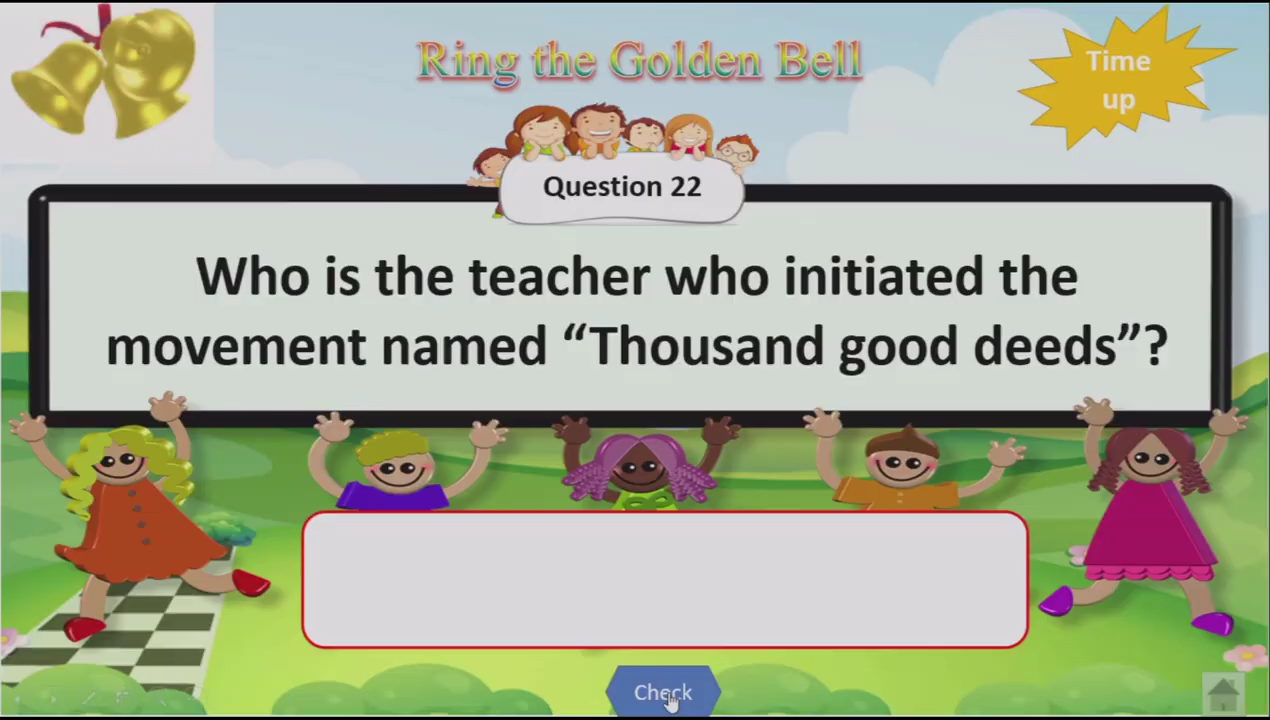 Ring the Golden Bell
Time
up
Question 22
Who is the teacher who initiated the
movement named “Thousand good deeds”?
Check